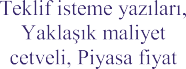 Teklif isteme yazıları,
Yaklaşık maliyet
cetveli, Piyasa fiyat